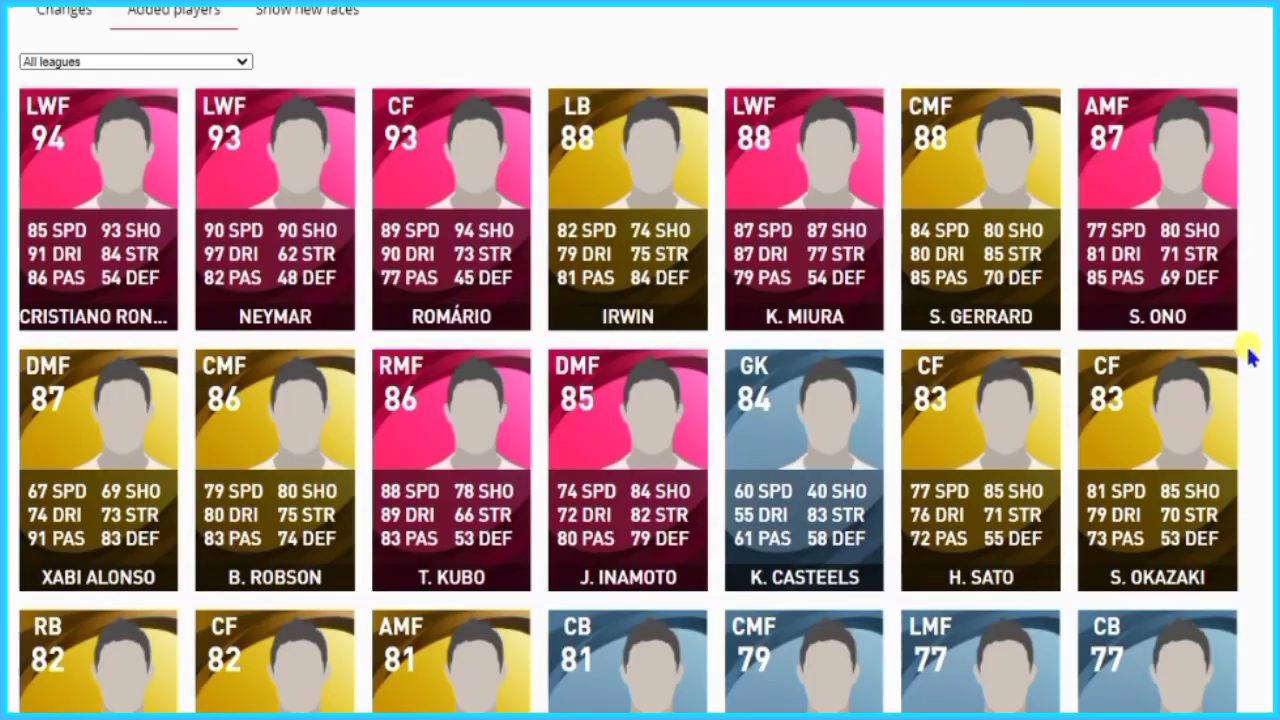 Changes Added players Show new faces
All leagues
LWF LWF CF LB LWF CMF AMF
94 93 93 88 88 88 87
85 SPD 93 SHO 90 SPD 90 SHO 89 SPD 94 SHO 82 SPD 74 SHO 87 SPD 87 SHO 84 SPD 80 SHO 77 SPD 80 SHO
91 DRI 84 STR 97 DRI 62 STR 90 DRI 73 STR 79 DRI 75 STR 87 DRI 77 STR 80 DRI 85 STR 81 DRI 71 STR
86 PAS 54 DEF 82 PAS 48 DEF 77 PAS 45 DEF 81 PAS 84 DEF 79 PAS 54 DEF 85 PAS 70 DEF 85 PAS 69 DEF
CRISTIANO RON... NEYMAR ROMÁRIO IRWIN K. MIURA S. GERRARD S. ONO
DMF CMF RMF DMF GK CF CF
87 86 86 85 84 83 83
67 SPD 69 SHO 79 SPD 80 SHO 88 SPD 78 SHO 74 SPD 84 SHO 60 SPD 40 SHO 77 SPD 85 SHO 81 SPD 85 SHO
74 DRI 73 STR 80 DRI 75 STR 89 DRI 66 STR 72 DRI 82 STR 55 DRI 83 STR 76 DRI 71 STR 79 DRI 70 STR
91 PAS 83 DEF 83 PAS 74 DEF 83 PAS 53 DEF 80 PAS 79 DEF 61 PAS 58 DEF 72 PAS 55 DEF 73 PAS 53 DEF
XABI ALONSO B. ROBSON T. KUBO J. INAMOTO K. CASTEELS H. SATO S. OKAZAKI
RB CF AMF CB CMF LMF CB
82 82 81 81 79 77 77